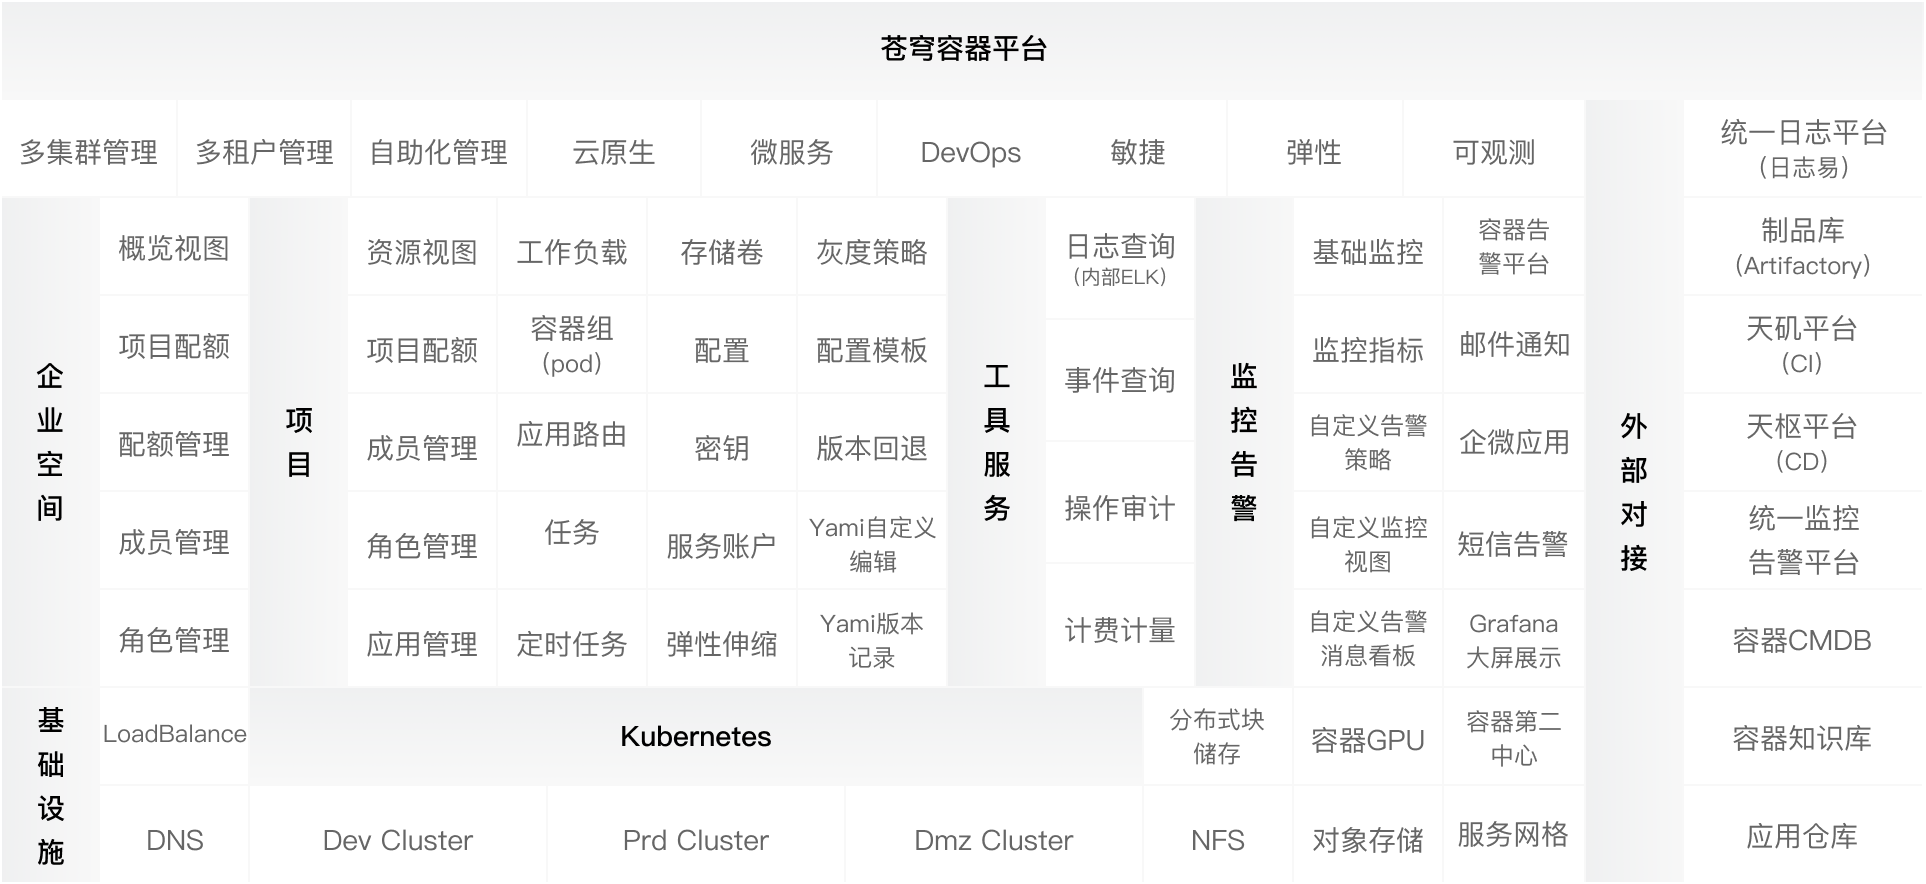 苍穹容器平台
多集群管理
多租户管理
自助化管理
云原生
微服务
DevOps
敏捷
弹性
可观测
企业空间
概览视图
项目配额
配额管理
成员管理
角色管理
项目
资源视图
工作负载
存储卷
灰度策略
项目配额
容器组
(pod)
配置
配置模板
成员管理
应用路由
密钥
版本回退
角色管理
任务
服务账户
Yami自定义
编辑
应用管理
定时任务
弹性伸缩
Yami版本
记录
工具服务
日志查询
(内部ELK)
事件查询
操作审计
计费计量
监控告警
基础监控
容器告
警平台
监控指标
邮件通知
自定义告警
策略
企微应用
自定义监控
视图
短信告警
自定义告警
消息看板
Grafana
大屏展示
基础设施
LoadBalance
Kubernetes
分布式块
储存
容器GPU
容器第二
中心
DNS
Dev Cluster
Prd Cluster
Dmz Cluster
NFS
对象存储
服务网格
外部对接
统一日志平台
(日志易)
制品库
(Artifactory)
天矶平台
(CI)
天枢平台
(CD)
统一监控
告警平台
容器CMDB
容器知识库
应用仓库